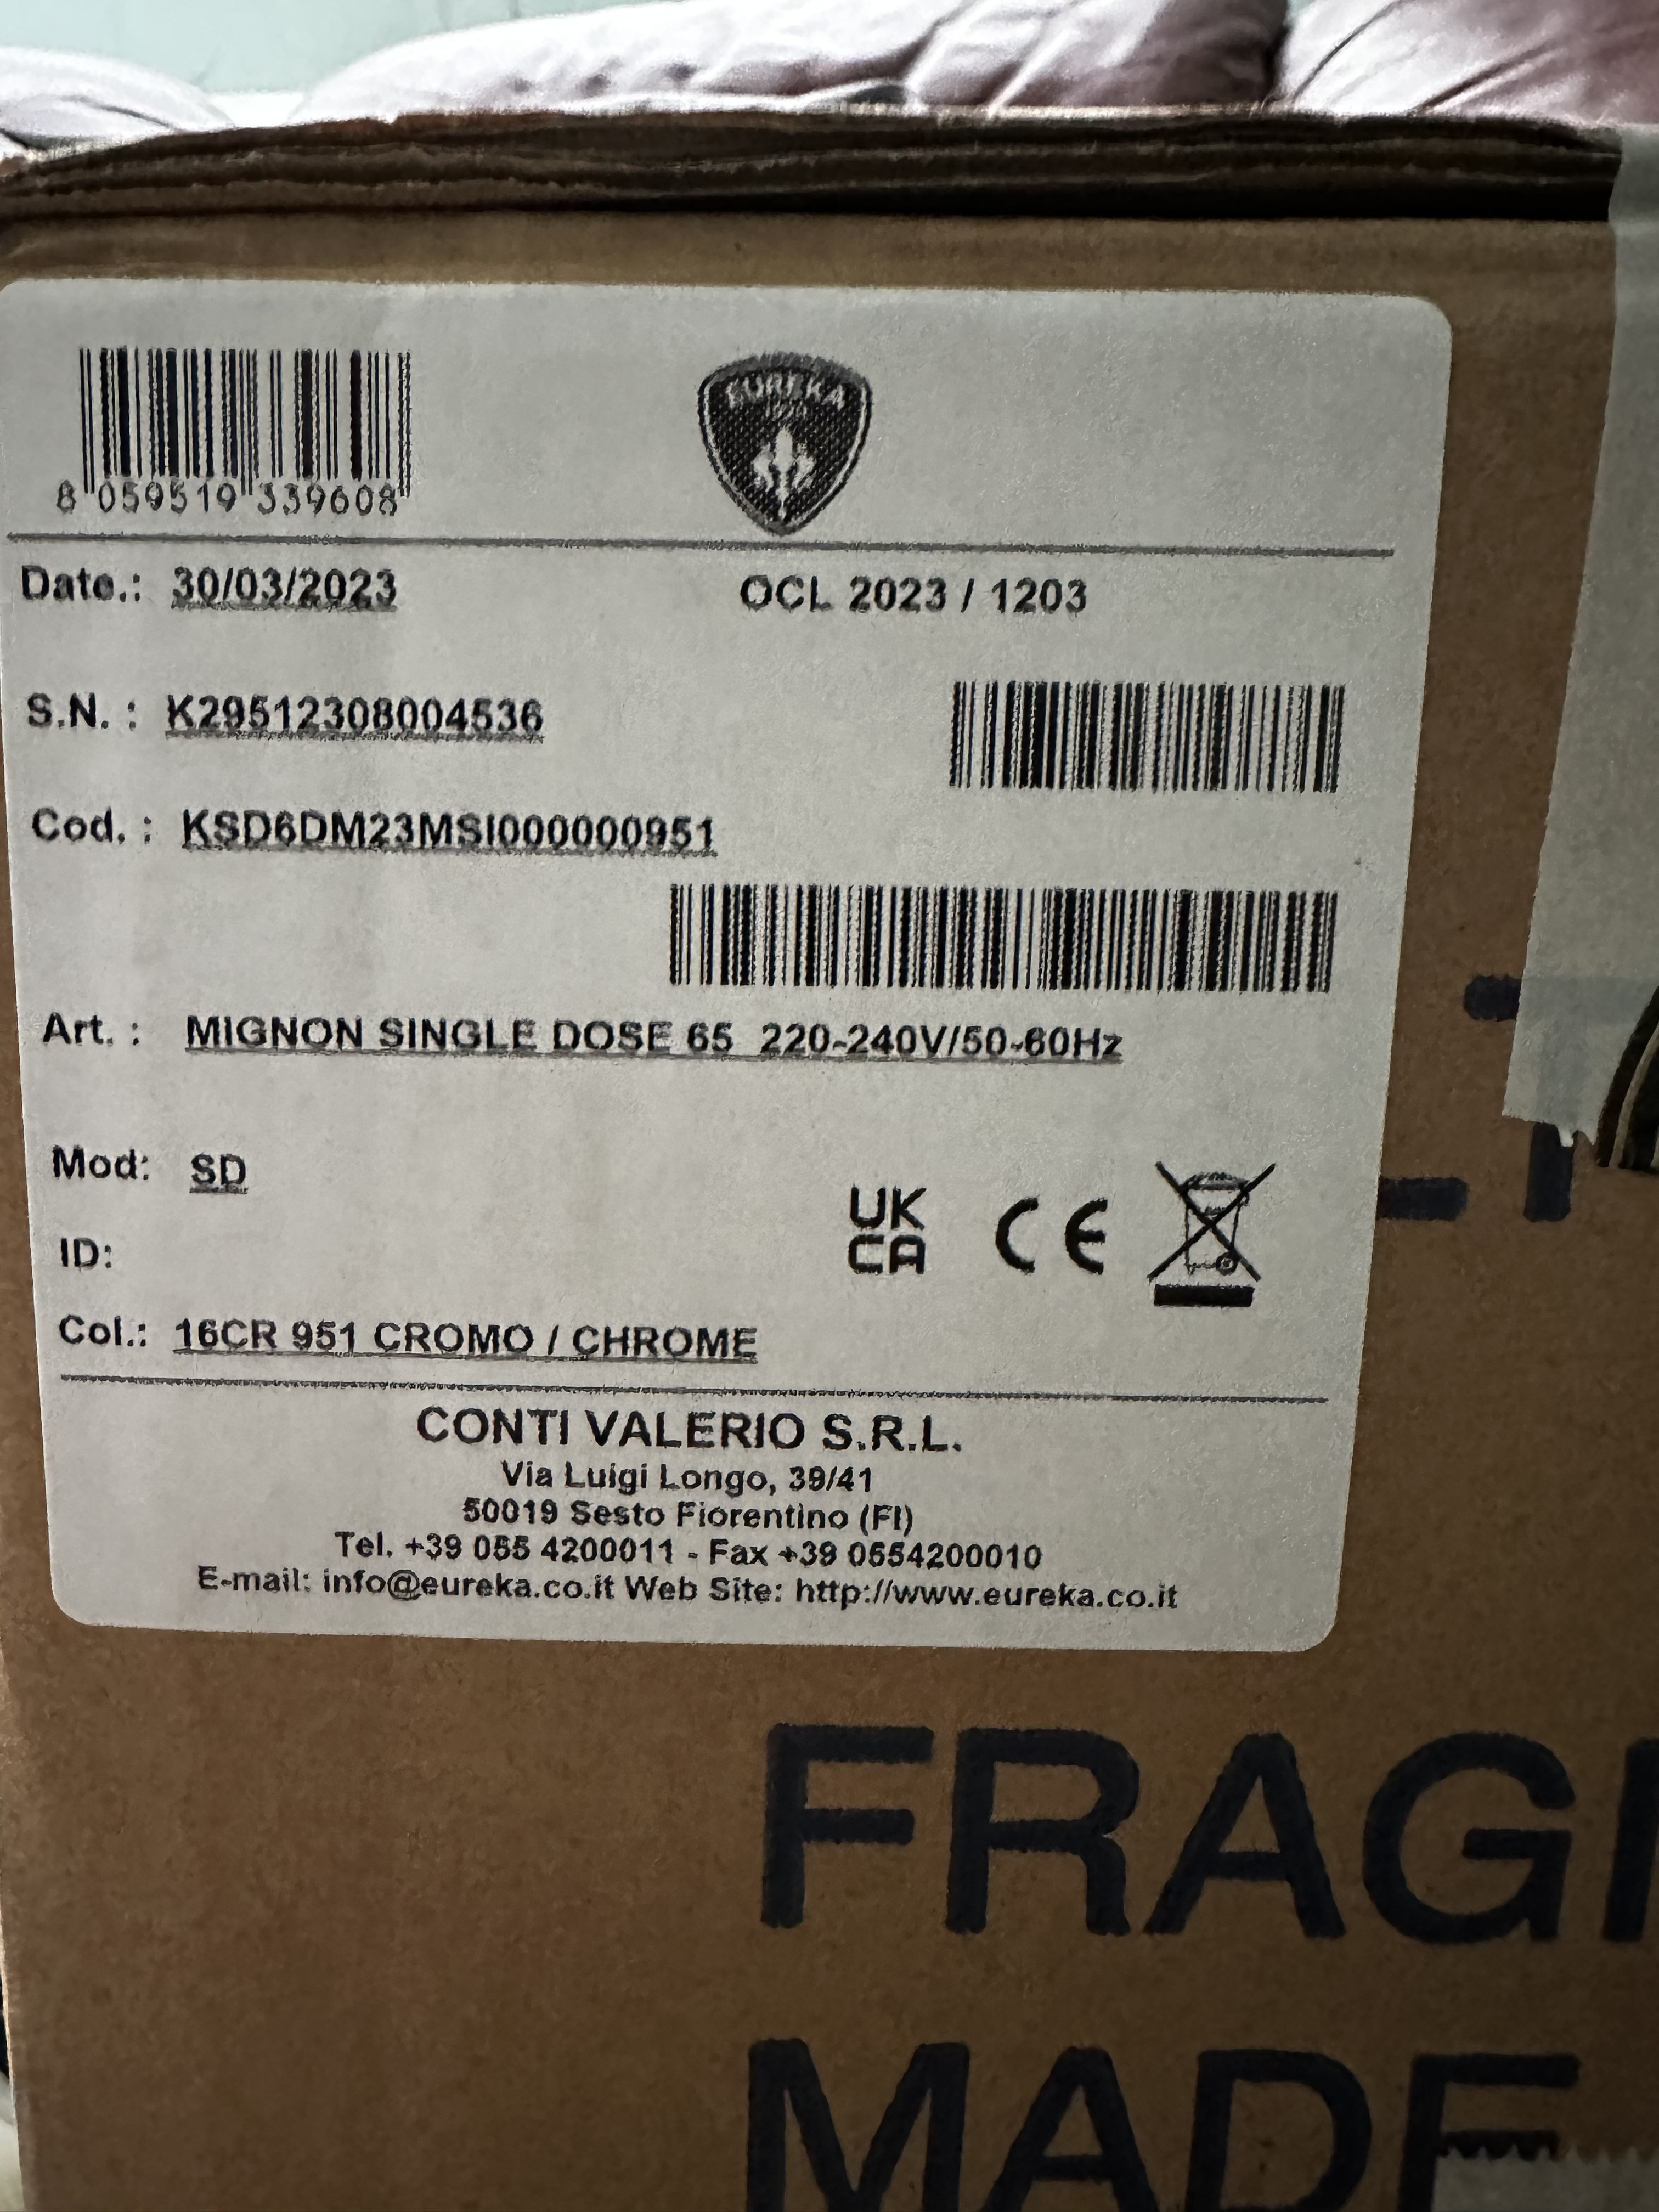 EUREKA
8 059519 339608
Date.: 30/03/2023 OCL 2023 / 1203
S.N. : K29512308004536
Cod. : KSD6DM23MSI000000951
Art. : MIGNON SINGLE DOSE 65 220-240V/50-60Hz
Mod: SD
UK
CA CE
ID:
Col.: 16CR 951 CROMO / CHROME
CONTI VALERIO S.R.L.
Via Luigi Longo, 39/41
50019 Sesto Fiorentino (FI)
Tel. +39 055 4200011 - Fax +39 0554200010
E-mail: info@eureka.co.it Web Site: http://www.eureka.co.it
FRAGI
MADE